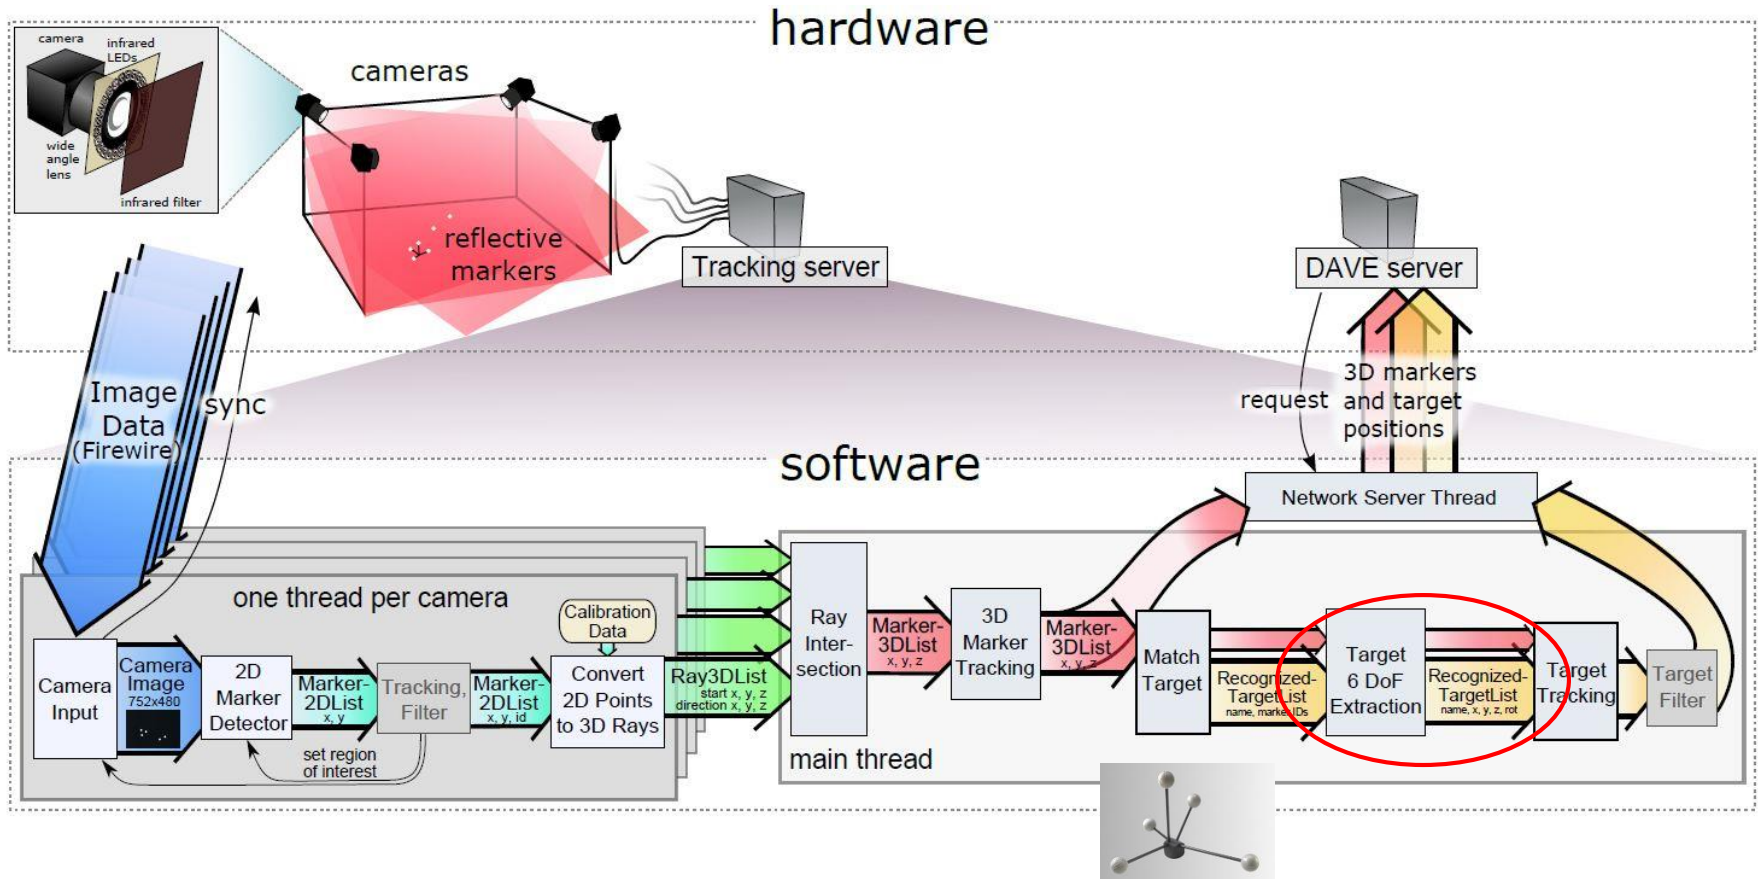 hardware
camera
infrared
LEDs
wide
angle
lens
infrared filter
cameras
reflective
markers
Tracking server
DAVE server
Image
Data
(Firewire)
sync
request
3D markers
and target
positions
software
Network Server Thread
one thread per camera
Calibration
Data
Camera
Input
Camera
Image
752x480
2D
Marker
Detector
Marker-
2DList
x, y
Tracking,
Filter
Marker-
2DList
x, y, id
Convert
2D Points
to 3D Rays
set region
of interest
Ray3DList
start x, y, z
direction x, y, z
main thread
Ray
Inter-
section
Marker-
3DList
x, y, z
3D
Marker
Tracking
Marker-
3DList
x, y, z
Match
Target
Recognized-
TargetList
name, markerIDs
Target
6 DoF
Extraction
Recognized-
TargetList
name, x, y, z, rot
Target
Tracking
Target
Filter